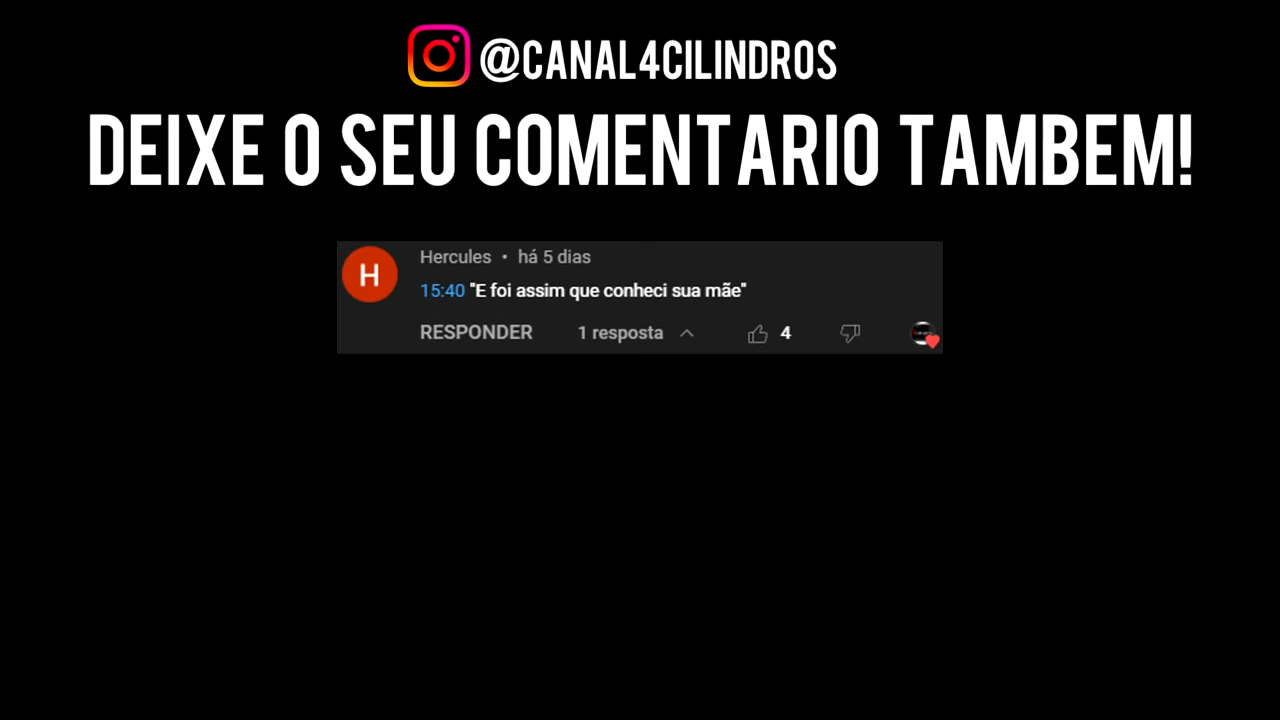 @CANAL4CILINDROS
DEIXE O SEU COMENTARIO TAMBEM!
H
Hercules • há 5 dias
15:40 "E foi assim que conheci sua mãe"
RESPONDER 1 resposta 4